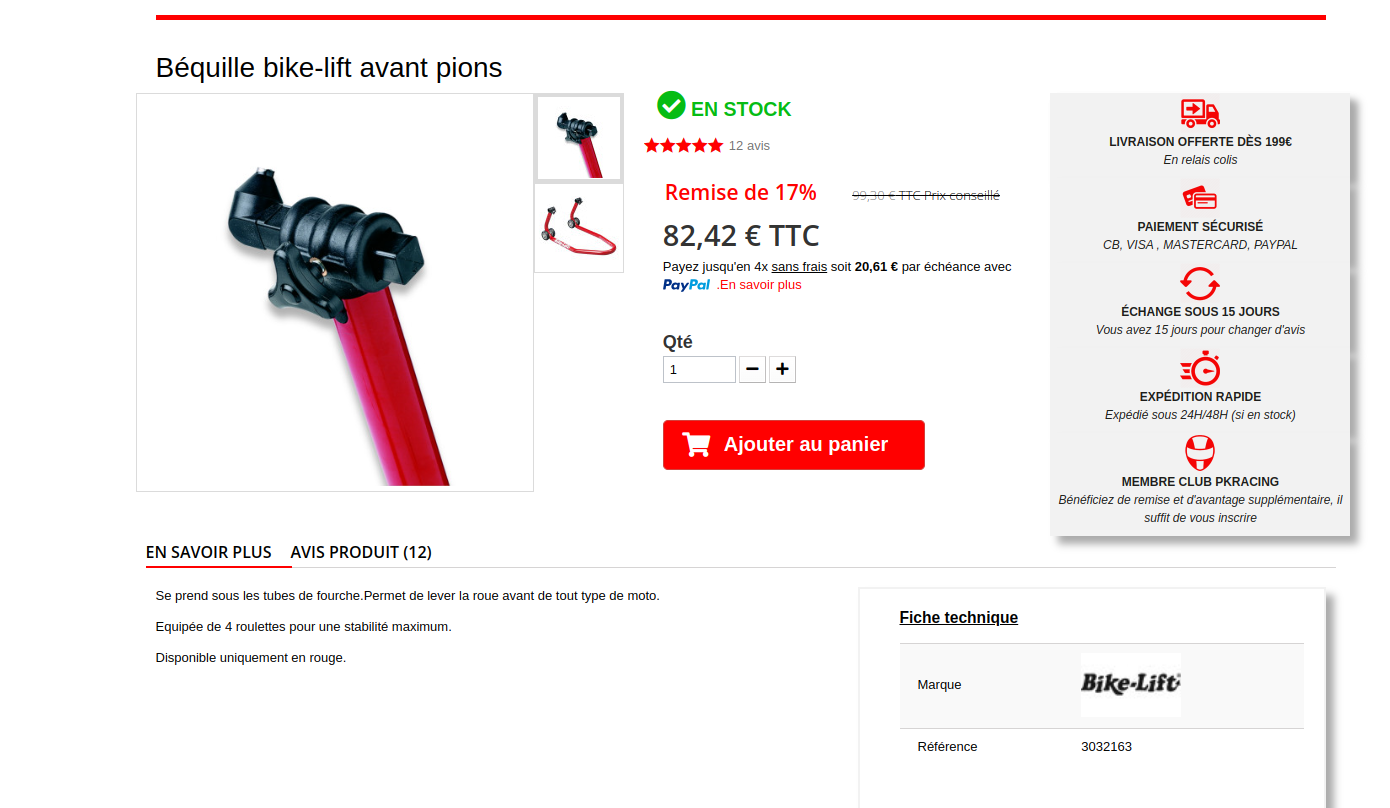 Béquille bike-lift avant pions
EN STOCK
12 avis
Remise de 17%
99,30 € TTC Prix conseillé
82,42 € TTC
Payez jusqu'en 4x sans frais soit 20,61 € par échéance avec
PayPal .En savoir plus
Qté
1
Ajouter au panier
LIVRAISON OFFERTE DÈS 199€
En relais colis
PAIEMENT SÉCURISÉ
CB, VISA , MASTERCARD, PAYPAL
ÉCHANGE SOUS 15 JOURS
Vous avez 15 jours pour changer d'avis
EXPÉDITION RAPIDE
Expédié sous 24H/48H (si en stock)
MEMBRE CLUB PKRACING
Bénéficiez de remise et d'avantage supplémentaire, il
suffit de vous inscrire
EN SAVOIR PLUS AVIS PRODUIT (12)
Se prend sous les tubes de fourche.Permet de lever la roue avant de tout type de moto.
Equipée de 4 roulettes pour une stabilité maximum.
Disponible uniquement en rouge.
Fiche technique
Marque Bike-Lift
Référence 3032163